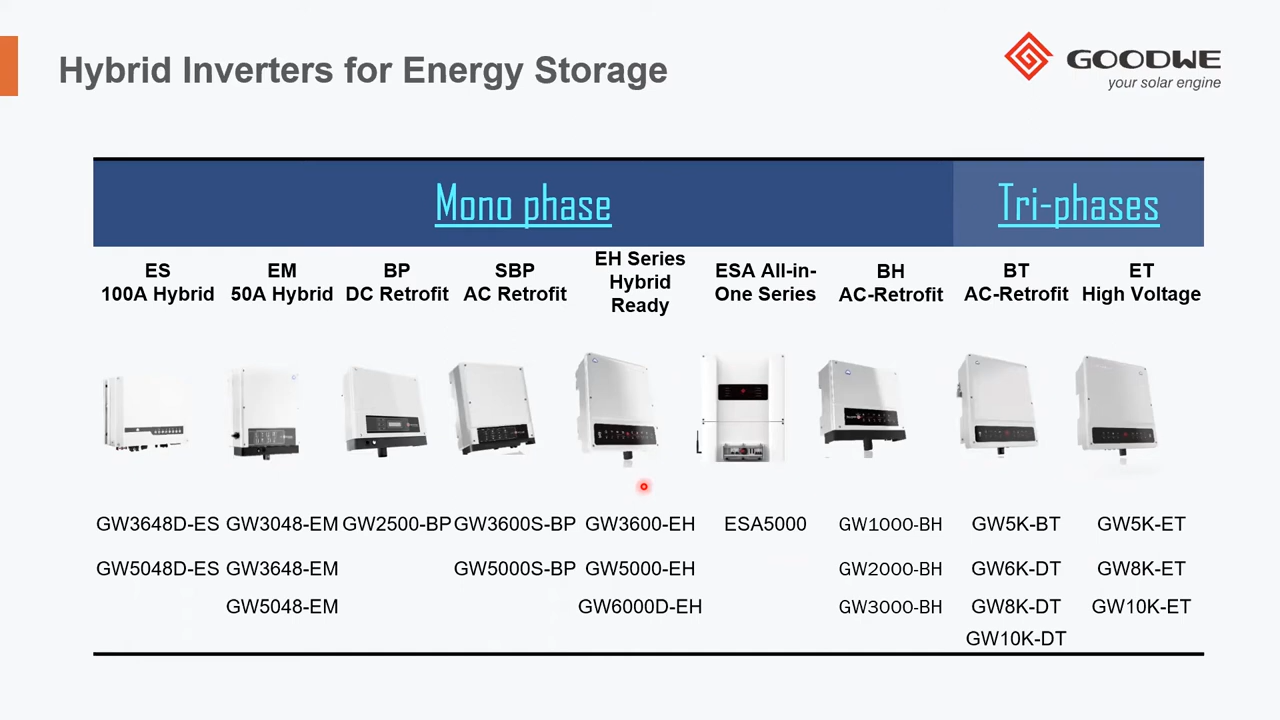 Hybrid Inverters for Energy Storage
GOODWE
your solar engine
Mono phase
Tri-phases
ES
100A Hybrid
EM
50A Hybrid
BP
DC Retrofit
SBP
AC Retrofit
EH Series
Hybrid
Ready
ESA All-in-
One Series
BH
AC-Retrofit
BT
AC-Retrofit
ET
High Voltage
GW3648D-ES GW3048-EM GW2500-BP GW3600S-BP GW3600-EH ESA5000 GW1000-BH GW5K-BT GW5K-ET
GW5048D-ES GW3648-EM GW5000S-BP GW5000-EH GW2000-BH GW6K-DT GW8K-ET
GW5048-EM GW6000D-EH GW3000-BH GW8K-DT GW10K-ET
GW10K-DT